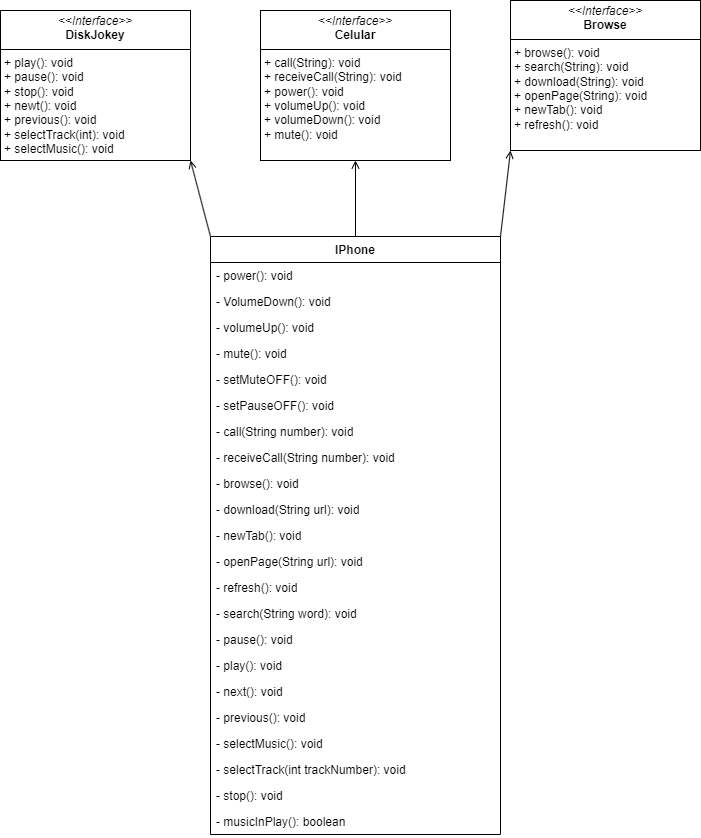 <<Interface>>
DiskJokey
+ play(): void
+ pause(): void
+ stop(): void
+ newt(): void
+ previous(): void
+ selectTrack(int): void
+ selectMusic(): void
<<Interface>>
Celular
+ call(String): void
+ receiveCall(String): void
+ power(): void
+ volumeUp(): void
+ volumeDown(): void
+ mute(): void
<<Interface>>
Browse
+ browse(): void
+ search(String): void
+ download(String): void
+ openPage(String): void
+ newTab(): void
+ refresh(): void
IPhone
- power(): void
- VolumeDown(): void
- volumeUp(): void
- mute(): void
- setMuteOFF(): void
- setPauseOFF(): void
- call(String number): void
- receiveCall(String number): void
- browse(): void
- download(String url): void
- newTab(): void
- openPage(String url): void
- refresh(): void
- search(String word): void
- pause(): void
- play(): void
- next(): void
- previous(): void
- selectMusic(): void
- selectTrack(int trackNumber): void
- stop(): void
- musicInPlay(): boolean